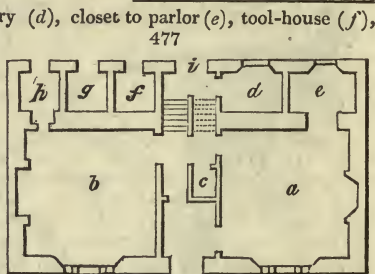 ry (d), closet to parlor (e), tool-house (f),
477
h g f i d e
b c a